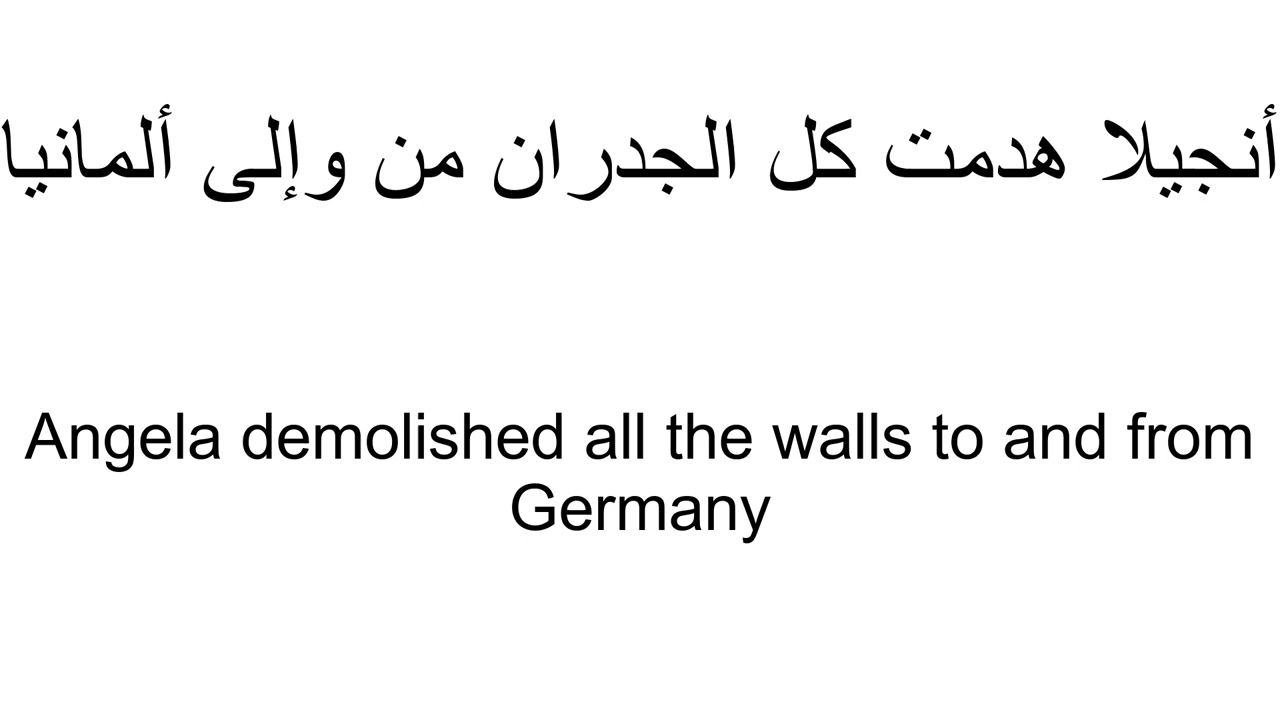 أنجيلا هدمت كل الجدران من وإلى ألمانيا
Angela demolished all the walls to and from
Germany